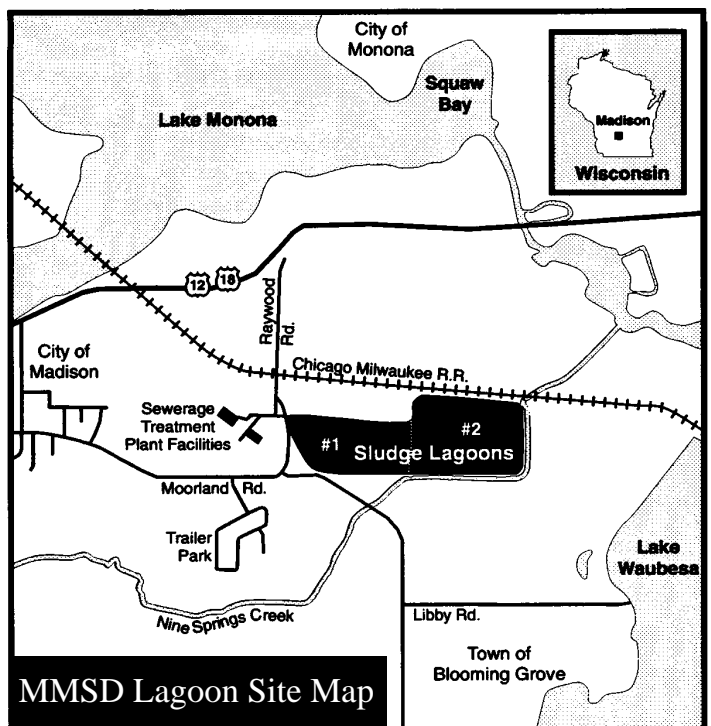 City of
Monona
Squaw
Bay
Lake Monona
Madison
Wisconsin
12
18
Raywood
Rd.
City of
Madison
Chicago Milwaukee R.R.
Sewerage
Treatment
Plant Facilities
#1
#2
Sludge Lagoons
Moorland Rd.
Trailer
Park
Lake
Waubesa
Nine Springs Creek
Libby Rd.
Town of
Blooming Grove
MMSD Lagoon Site Map